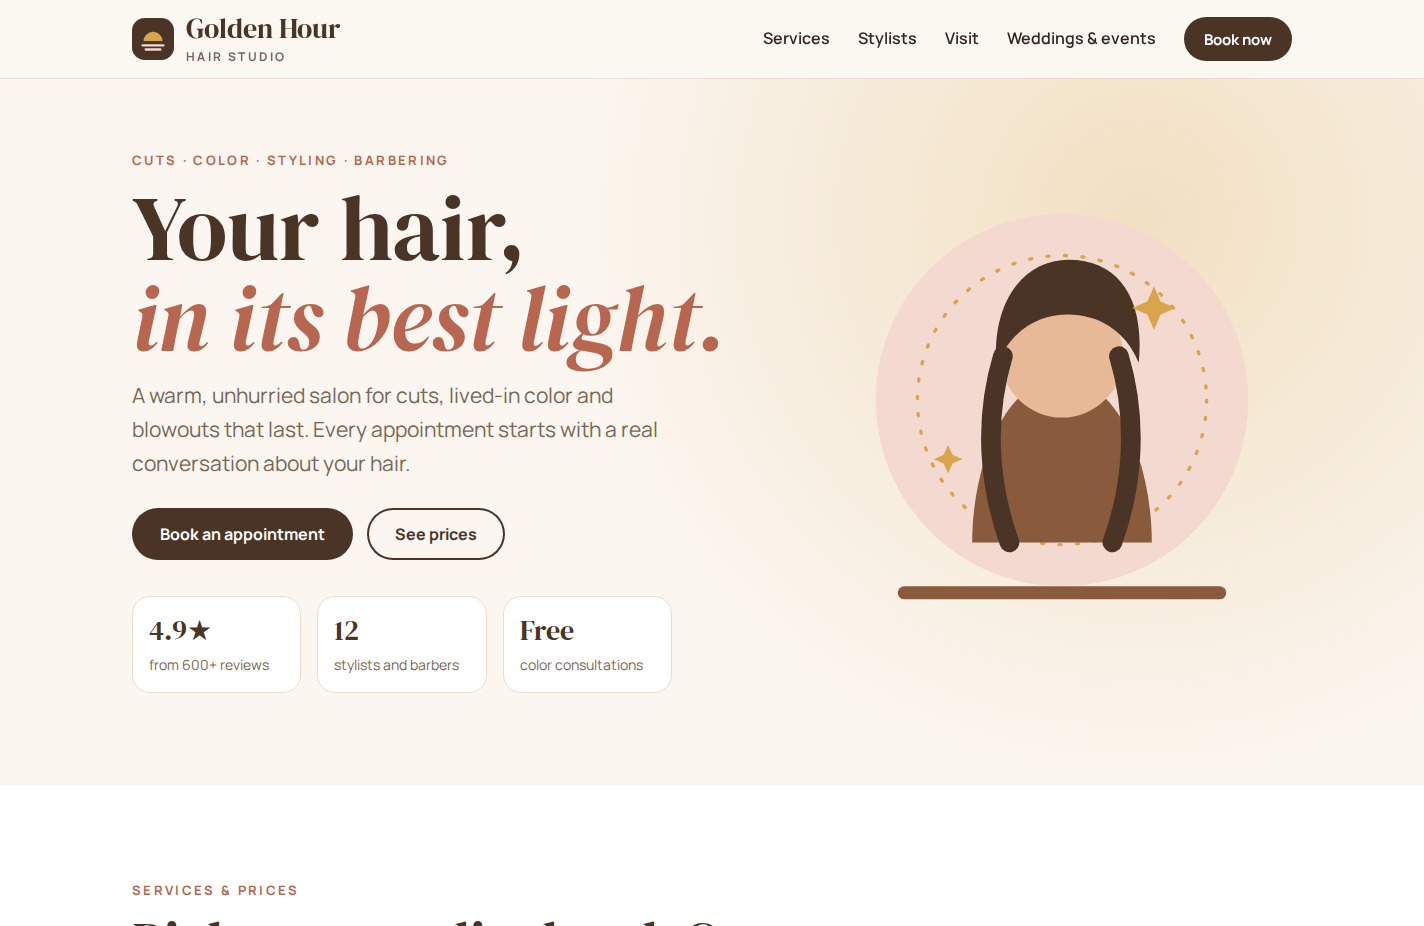 Golden Hour
HAIR STUDIO
Services
Stylists
Visit
Weddings & events
Book now
CUTS · COLOR · STYLING · BARBERING
Your hair,
in its best light.
A warm, unhurried salon for cuts, lived-in color and
blowouts that last. Every appointment starts with a real
conversation about your hair.
Book an appointment
See prices
4.9★
from 600+ reviews
12
stylists and barbers
Free
color consultations
SERVICES & PRICES